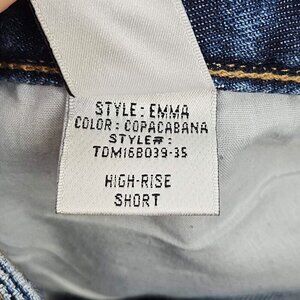 STYLE: EMMA
COLOR: COPACABANA
STYLE#:
TDM16B039-35
HIGH-RISE
SHORT